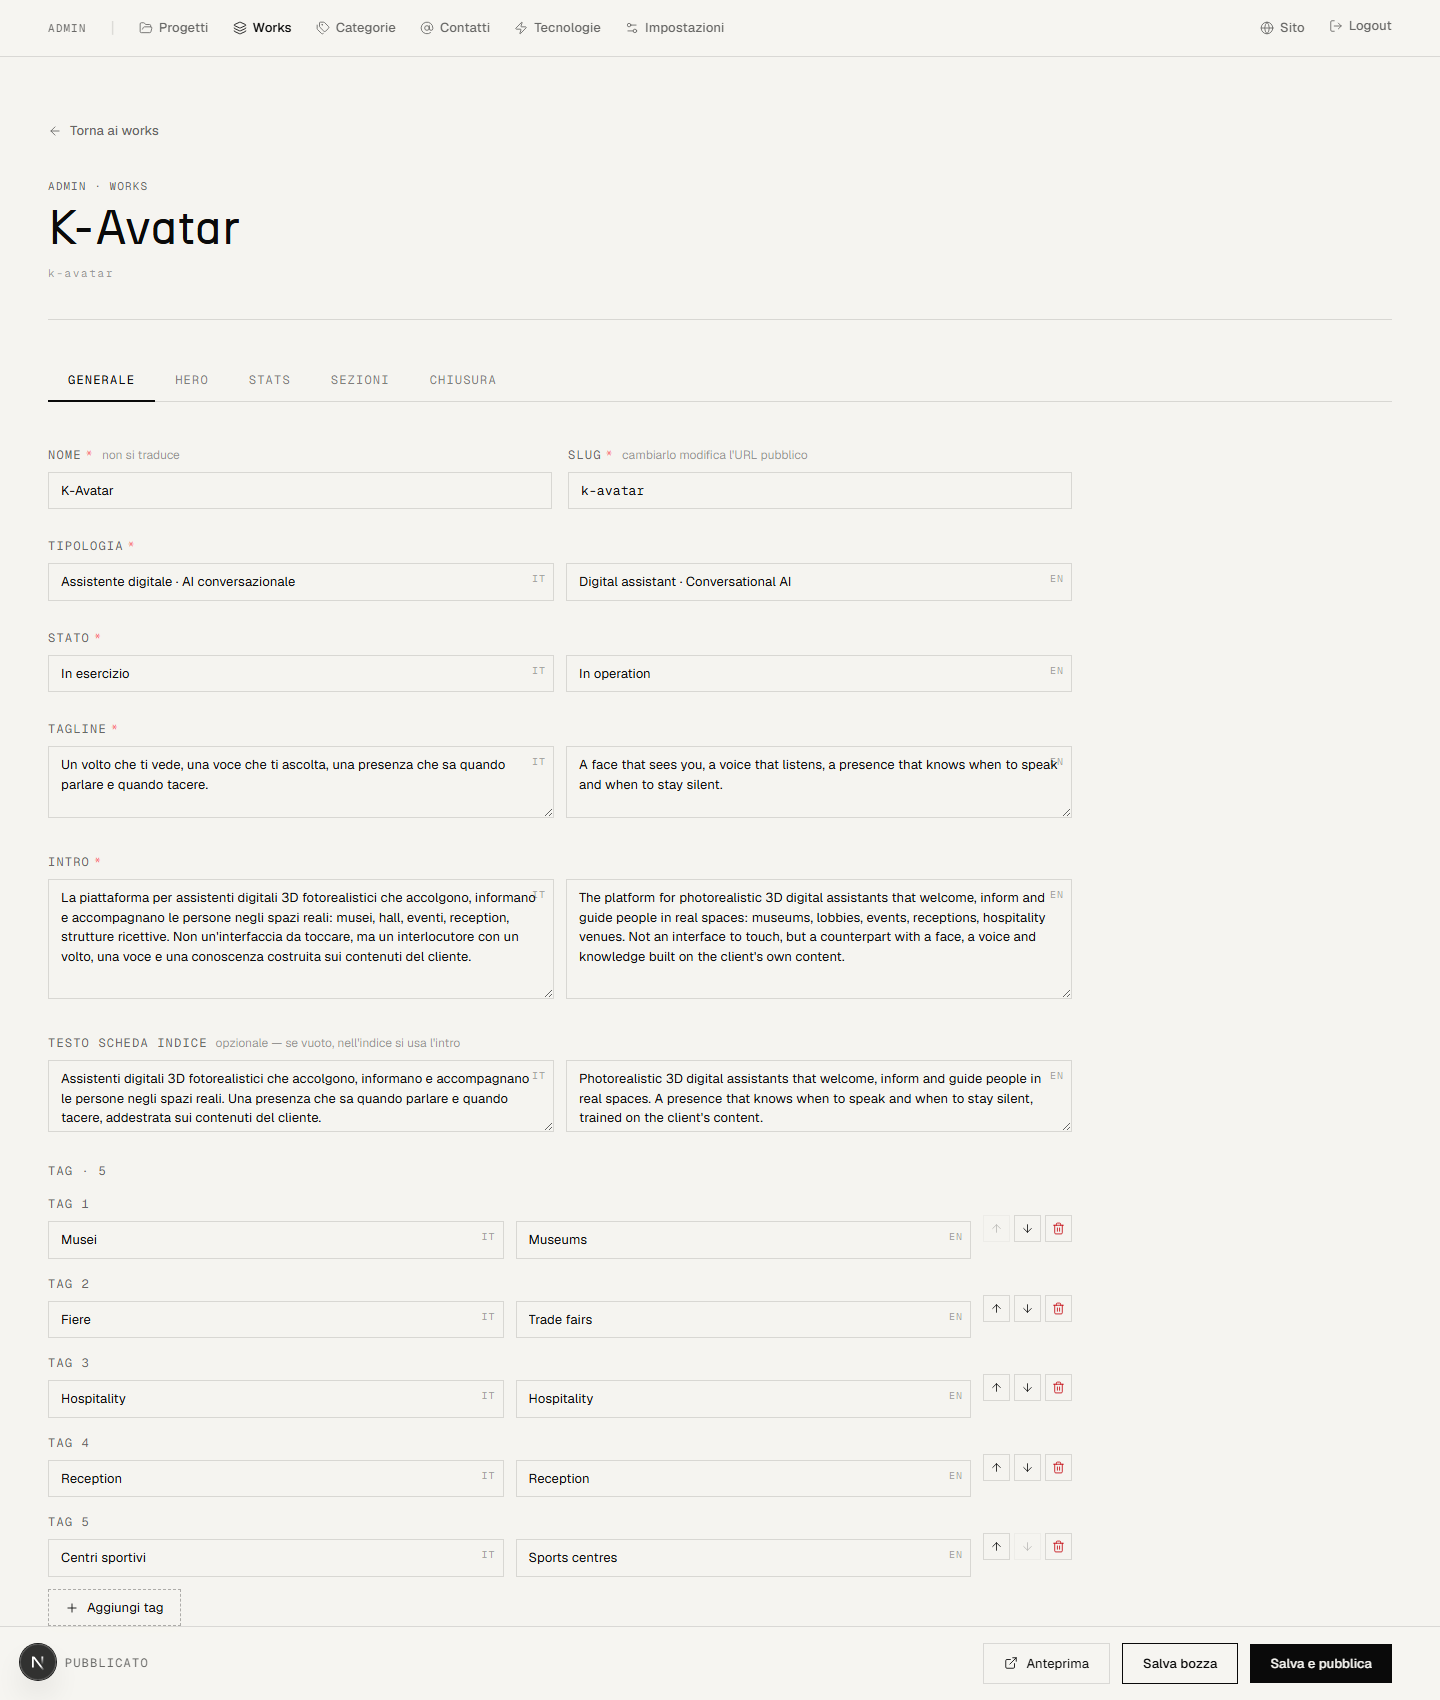 ADMIN
Progetti
Works
Categorie
Contatti
Tecnologie
Impostazioni
Sito
Logout
Torna ai works
ADMIN · WORKS
K-Avatar
k-avatar
GENERALE
HERO
STATS
SEZIONI
CHIUSURA
NOME * non si traduce
SLUG * cambiarlo modifica l'URL pubblico
K-Avatar
k-avatar
TIPOLOGIA *
Assistente digitale · AI conversazionale
IT
Digital assistant · Conversational AI
EN
STATO *
In esercizio
IT
In operation
EN
TAGLINE *
Un volto che ti vede, una voce che ti ascolta, una presenza che sa quando
parlare e quando tacere.
IT
A face that sees you, a voice that listens, a presence that knows when to speak
and when to stay silent.
EN
INTRO *
La piattaforma per assistenti digitali 3D fotorealistici che accolgono, informano
e accompagnano le persone negli spazi reali: musei, hall, eventi, reception,
strutture ricettive. Non un'interfaccia da toccare, ma un interlocutore con un
volto, una voce e una conoscenza costruita sui contenuti del cliente.
IT
The platform for photorealistic 3D digital assistants that welcome, inform and
guide people in real spaces: museums, lobbies, events, receptions, hospitality
venues. Not an interface to touch, but a counterpart with a face, a voice and
knowledge built on the client's own content.
EN
TESTO SCHEDA INDICE opzionale — se vuoto, nell'indice si usa l'intro
Assistenti digitali 3D fotorealistici che accolgono, informano e accompagnano
le persone negli spazi reali. Una presenza che sa quando parlare e quando
tacere, addestrata sui contenuti del cliente.
IT
Photorealistic 3D digital assistants that welcome, inform and guide people in
real spaces. A presence that knows when to speak and when to stay silent,
trained on the client's content.
EN
TAG · 5
TAG 1
Musei
IT
Museums
EN
TAG 2
Fiere
IT
Trade fairs
EN
TAG 3
Hospitality
IT
Hospitality
EN
TAG 4
Reception
IT
Reception
EN
TAG 5
Centri sportivi
IT
Sports centres
EN
Aggiungi tag
N
PUBBLICATO
Anteprima
Salva bozza
Salva e pubblica